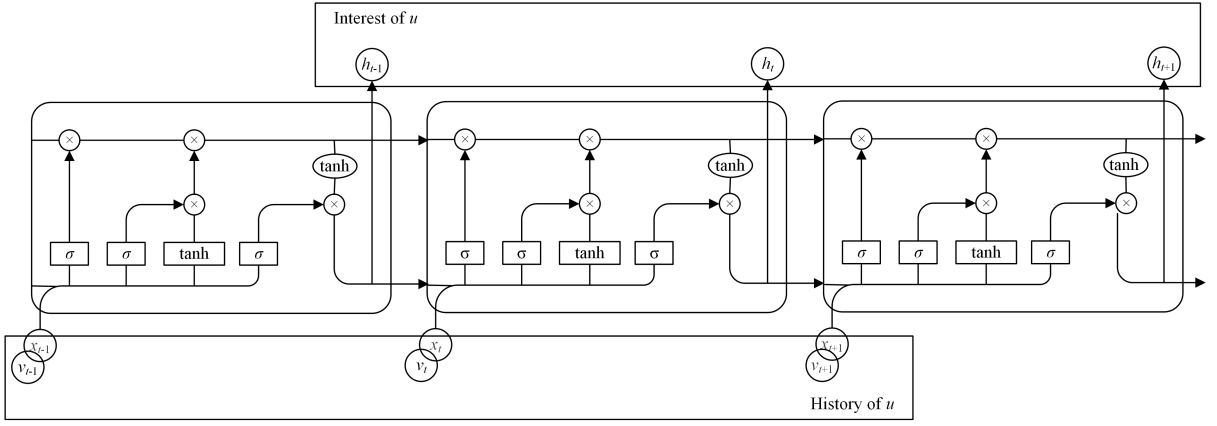 Interest of u
h_{t-1} h_t h_{t+1}
× × × × × ×
tanh tanh tanh
× × × × × ×
σ σ tanh σ σ σ tanh σ σ σ tanh σ
x_{t-1} x_t x_{t+1}
v_{t-1} v_t v_{t+1}
History of u